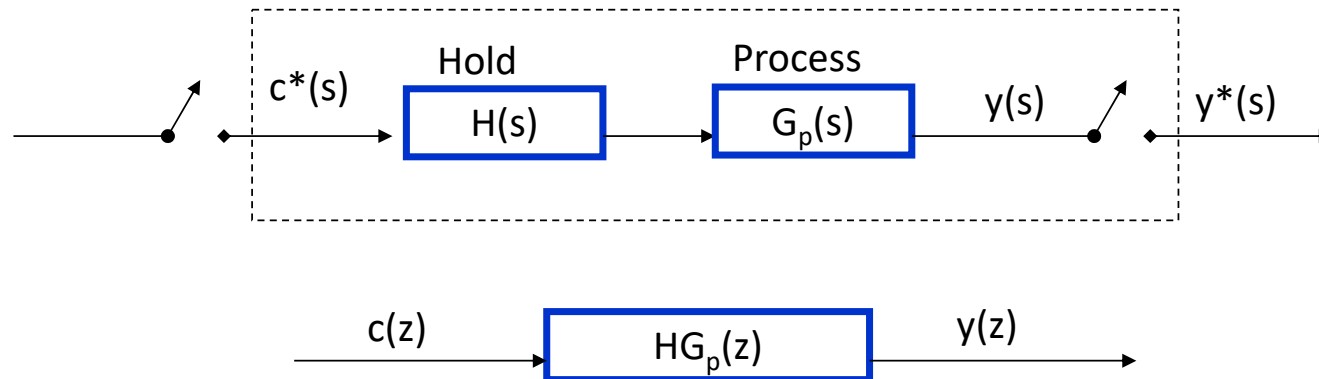 Hold
Process
c*(s)
H(s)
Gp(s)
y(s)
y*(s)
c(z)
HGp(z)
y(z)